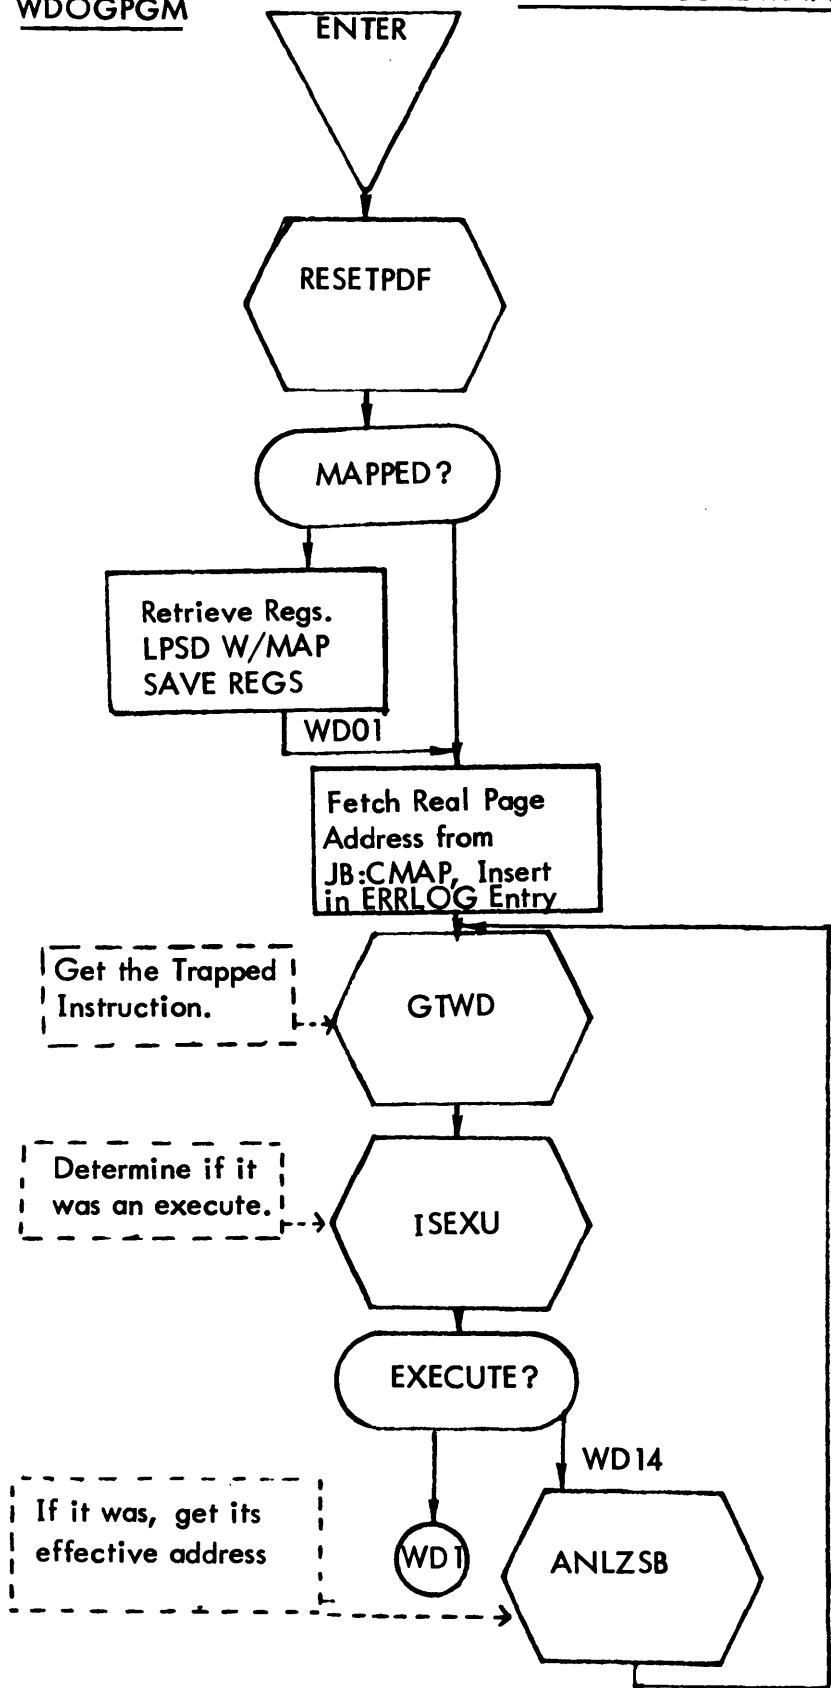 WDOGPGM
ENTER
RESETPDF
MAPPED?
Retrieve Regs.
LPSD W/MAP
SAVE REGS
WD01
Fetch Real Page
Address from
JB:CMAP, Insert
in ERRLOG Entry
Get the Trapped
Instruction.
GTWD
Determine if it
was an execute.
ISEXU
EXECUTE?
WD14
If it was, get its
effective address
WD1
ANLZSB